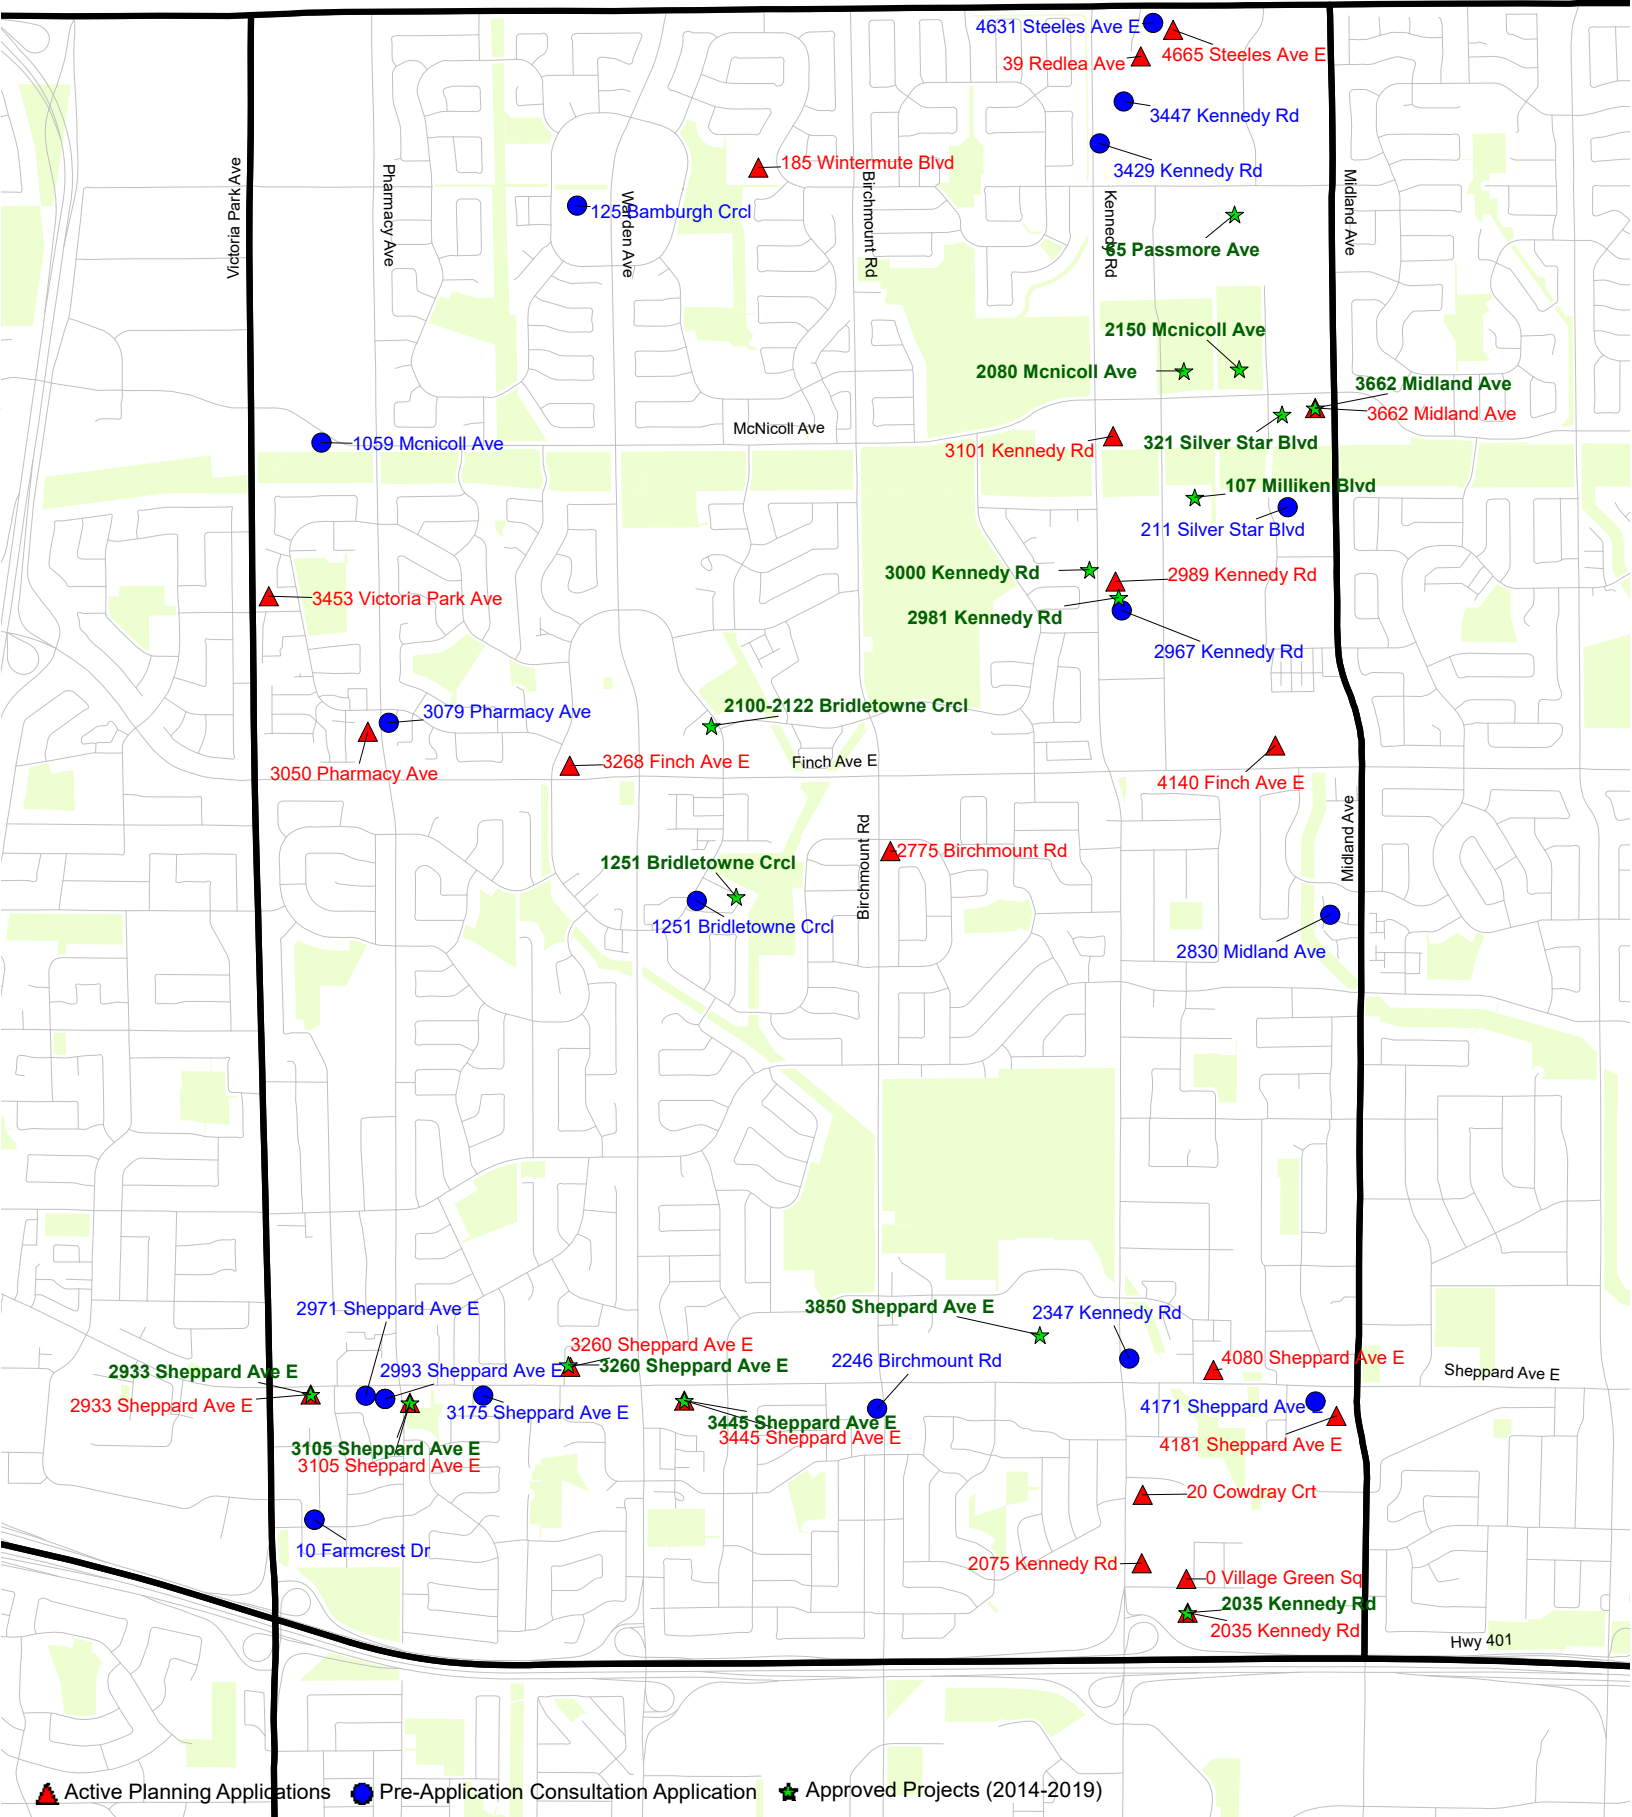 4631 Steeles Ave E
4665 Steeles Ave E
39 Redlea Ave
3447 Kennedy Rd
3429 Kennedy Rd
185 Wintermute Blvd
Victoria Park Ave
Pharmacy Ave
Warden Ave
Birchmount Rd
Kennedy Rd
Midland Ave
125 Bamburgh Crcl
65 Passmore Ave
2150 Mcnicoll Ave
2080 Mcnicoll Ave
3662 Midland Ave
3662 Midland Ave
McNicoll Ave
1059 Mcnicoll Ave
3101 Kennedy Rd
321 Silver Star Blvd
107 Milliken Blvd
211 Silver Star Blvd
3000 Kennedy Rd
2989 Kennedy Rd
3453 Victoria Park Ave
2981 Kennedy Rd
2967 Kennedy Rd
2100-2122 Bridletowne Crcl
3079 Pharmacy Ave
3050 Pharmacy Ave
3268 Finch Ave E
Finch Ave E
4140 Finch Ave E
Birchmount Rd
Midland Ave
2775 Birchmount Rd
1251 Bridletowne Crcl
1251 Bridletowne Crcl
2830 Midland Ave
2971 Sheppard Ave E
3850 Sheppard Ave E
2347 Kennedy Rd
3260 Sheppard Ave E
3260 Sheppard Ave E
2246 Birchmount Rd
4080 Sheppard Ave E
Sheppard Ave E
2933 Sheppard Ave E
2993 Sheppard Ave E
2933 Sheppard Ave E
3175 Sheppard Ave E
4171 Sheppard Ave E
3445 Sheppard Ave E
3445 Sheppard Ave E
4181 Sheppard Ave E
3105 Sheppard Ave E
3105 Sheppard Ave E
20 Cowdray Crt
10 Farmcrest Dr
2075 Kennedy Rd
0 Village Green Sq
2035 Kennedy Rd
2035 Kennedy Rd
Hwy 401
Active Planning Applications
Pre-Application Consultation Application
Approved Projects (2014-2019)